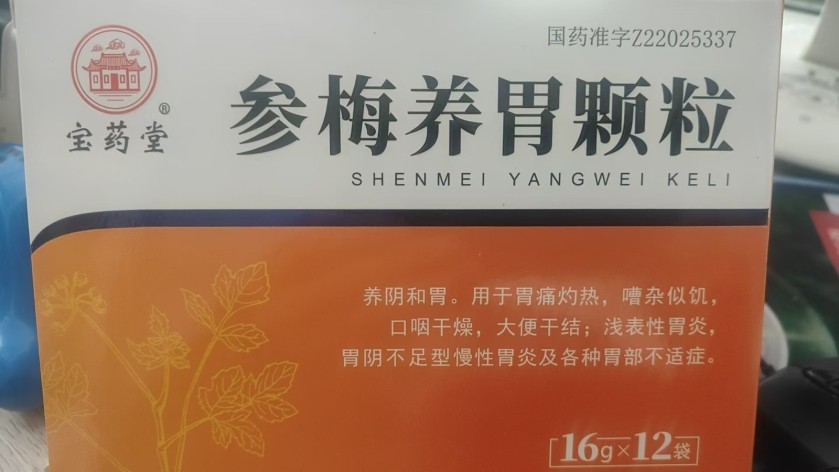 国药准字Z22025337
宝药堂®
参梅养胃颗粒
SHENMEI YANGWEI KELI
养阴和胃。用于胃痛灼热，嘈杂似饥，
口咽干燥，大便干结；浅表性胃炎，
胃阴不足型慢性胃炎及各种胃部不适症。
16g×12袋